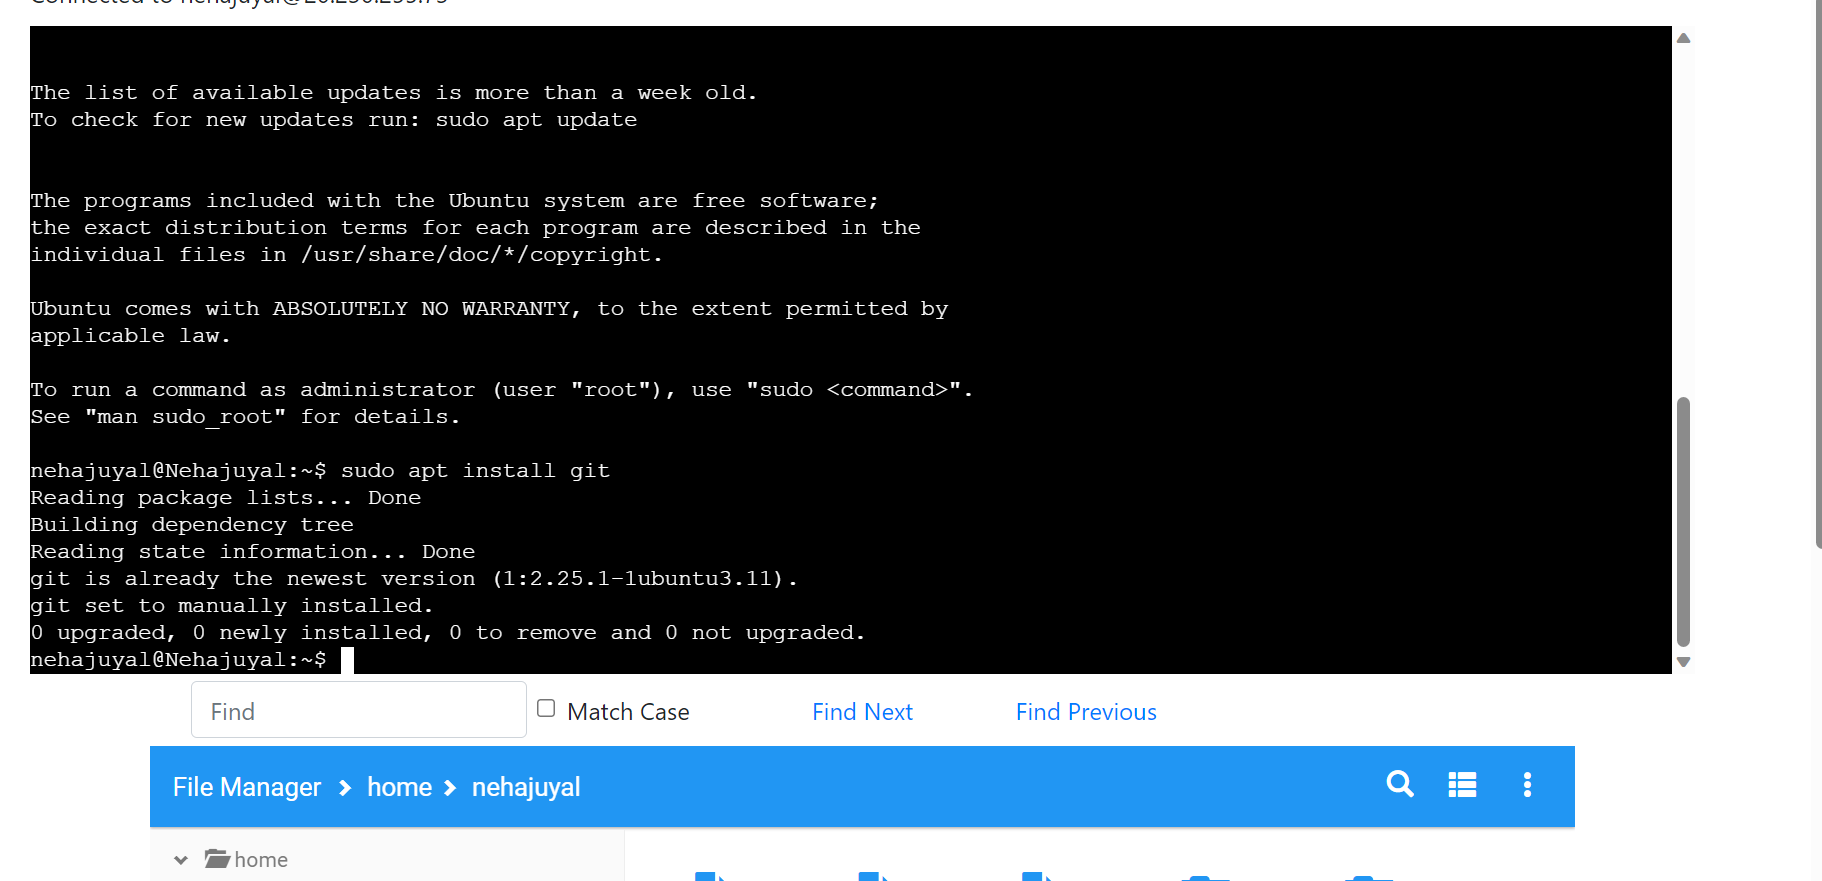 The list of available updates is more than a week old.
To check for new updates run: sudo apt update
The programs included with the Ubuntu system are free software;
the exact distribution terms for each program are described in the
individual files in /usr/share/doc/*/copyright.
Ubuntu comes with ABSOLUTELY NO WARRANTY, to the extent permitted by
applicable law.
To run a command as administrator (user "root"), use "sudo <command>".
See "man sudo_root" for details.
nehajuyal@Nehajuyal:~$ sudo apt install git
Reading package lists... Done
Building dependency tree
Reading state information... Done
git is already the newest version (1:2.25.1-1ubuntu3.11).
git set to manually installed.
0 upgraded, 0 newly installed, 0 to remove and 0 not upgraded.
nehajuyal@Nehajuyal:~$
Find Match Case Find Next Find Previous
File Manager > home > nehajuyal
home